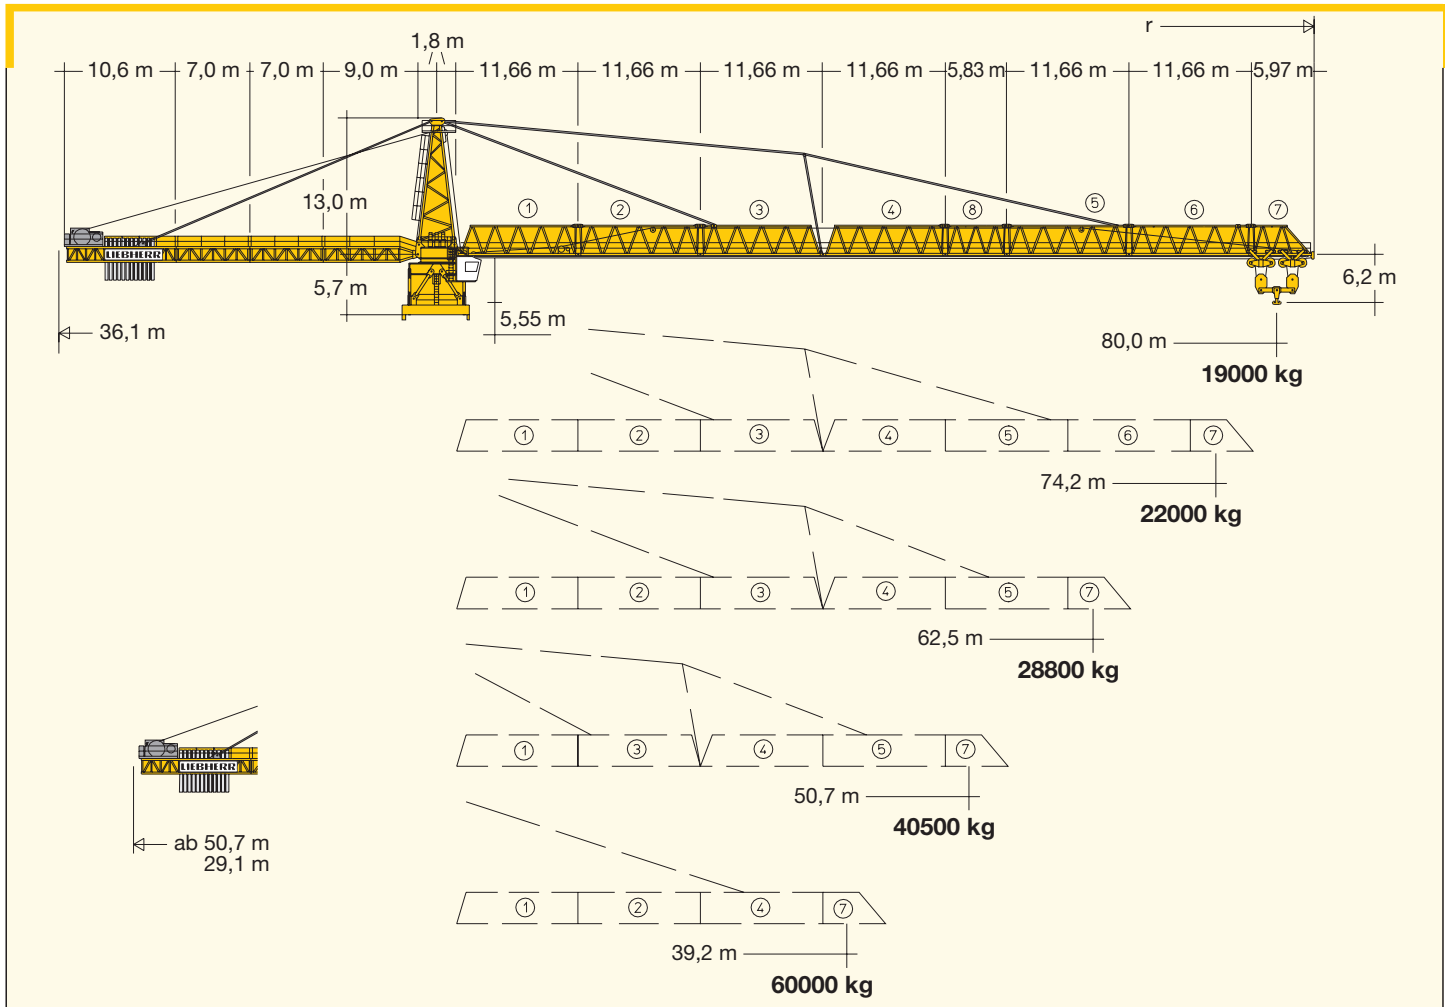 r
1,8 m
10,6 m 7,0 m 7,0 m 9,0 m 11,66 m 11,66 m 11,66 m 11,66 m 5,83 m 11,66 m 11,66 m 5,97 m
13,0 m
① ② ③ ④ ⑧ ⑤ ⑥ ⑦
LIEBHERR
5,7 m
6,2 m
5,55 m
36,1 m
80,0 m
19000 kg
① ② ③ ④ ⑤ ⑥ ⑦
74,2 m
22000 kg
① ② ③ ④ ⑤ ⑦
62,5 m
28800 kg
① ③ ④ ⑤ ⑦
LIEBHERR
50,7 m
40500 kg
ab 50,7 m
29,1 m
① ② ④ ⑦
39,2 m
60000 kg